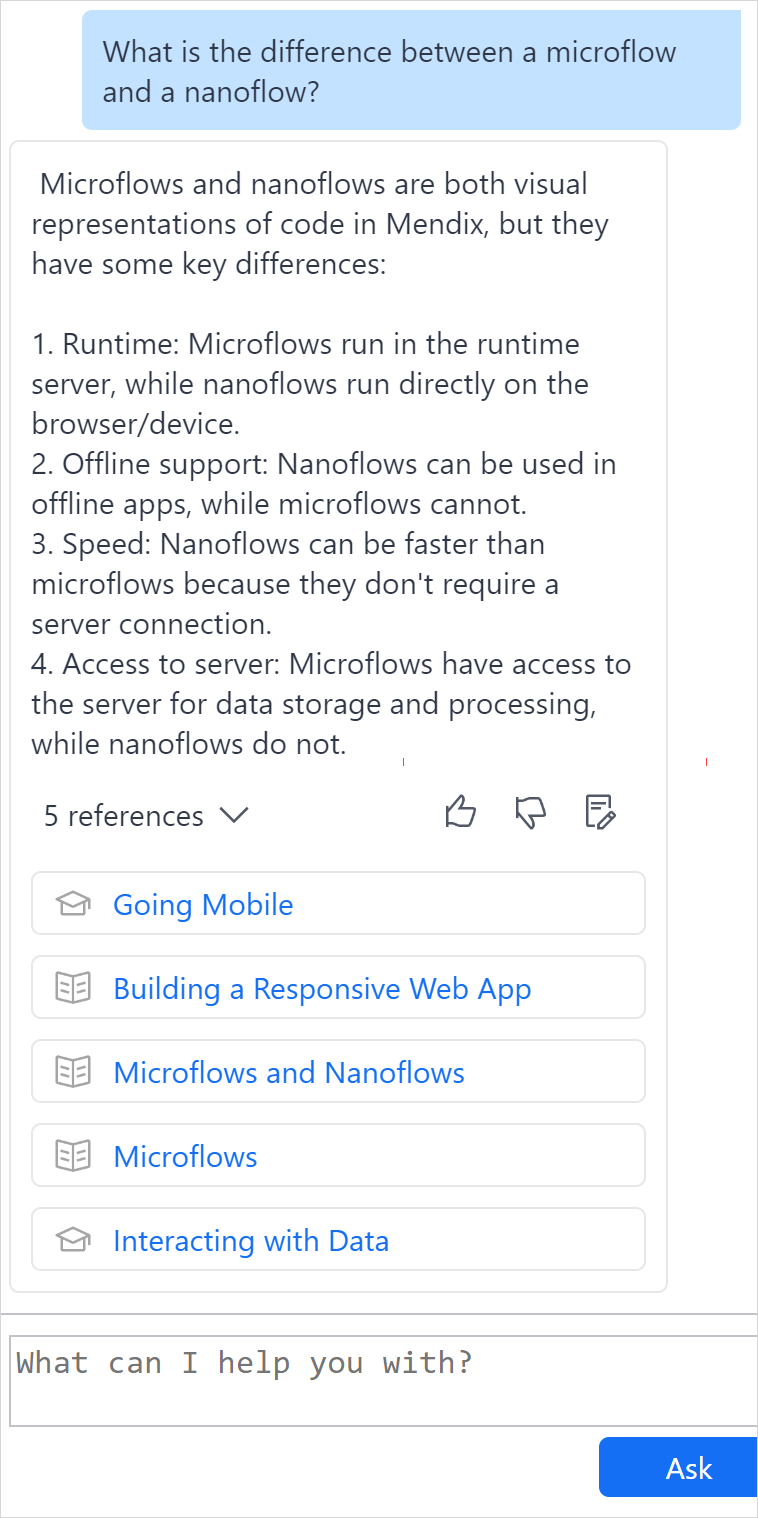 What is the difference between a microflow
and a nanoflow?
Microflows and nanoflows are both visual
representations of code in Mendix, but they
have some key differences:
1. Runtime: Microflows run in the runtime
server, while nanoflows run directly on the
browser/device.
2. Offline support: Nanoflows can be used in
offline apps, while microflows cannot.
3. Speed: Nanoflows can be faster than
microflows because they don't require a
server connection.
4. Access to server: Microflows have access to
the server for data storage and processing,
while nanoflows do not.
5 references
Going Mobile
Building a Responsive Web App
Microflows and Nanoflows
Microflows
Interacting with Data
What can I help you with?
Ask